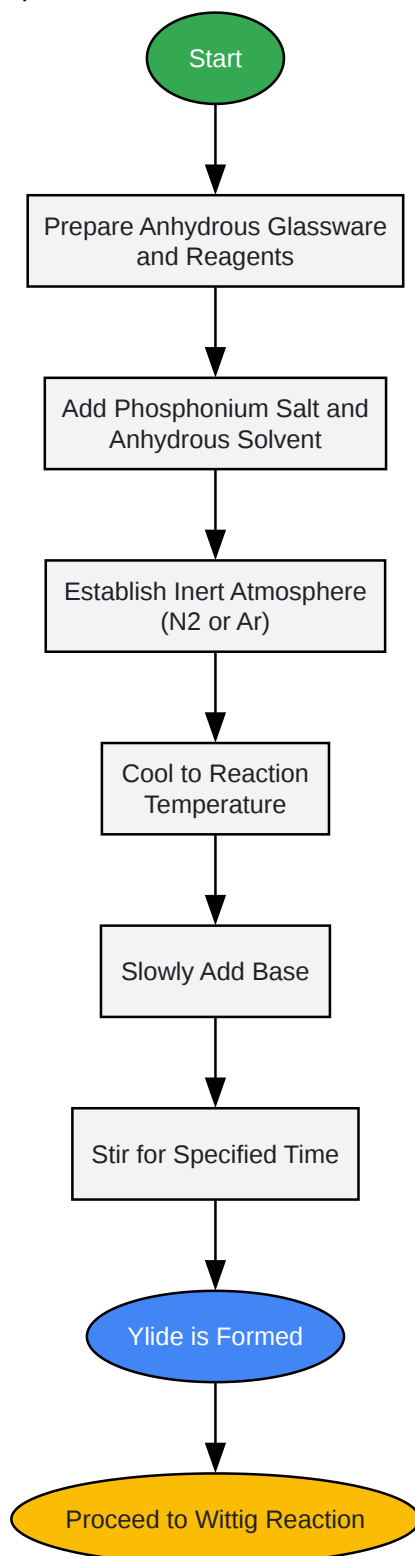 Start
Prepare Anhydrous Glassware
and Reagents
Add Phosphonium Salt and
Anhydrous Solvent
Establish Inert Atmosphere
(N2 or Ar)
Cool to Reaction
Temperature
Slowly Add Base
Stir for Specified Time
Ylide is Formed
Proceed to Wittig Reaction